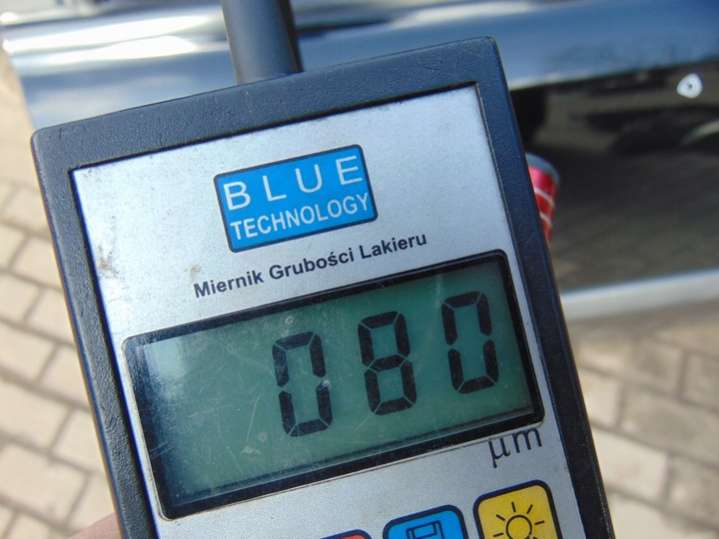 BLUE
TECHNOLOGY
Miernik Grubości Lakieru
080
µm